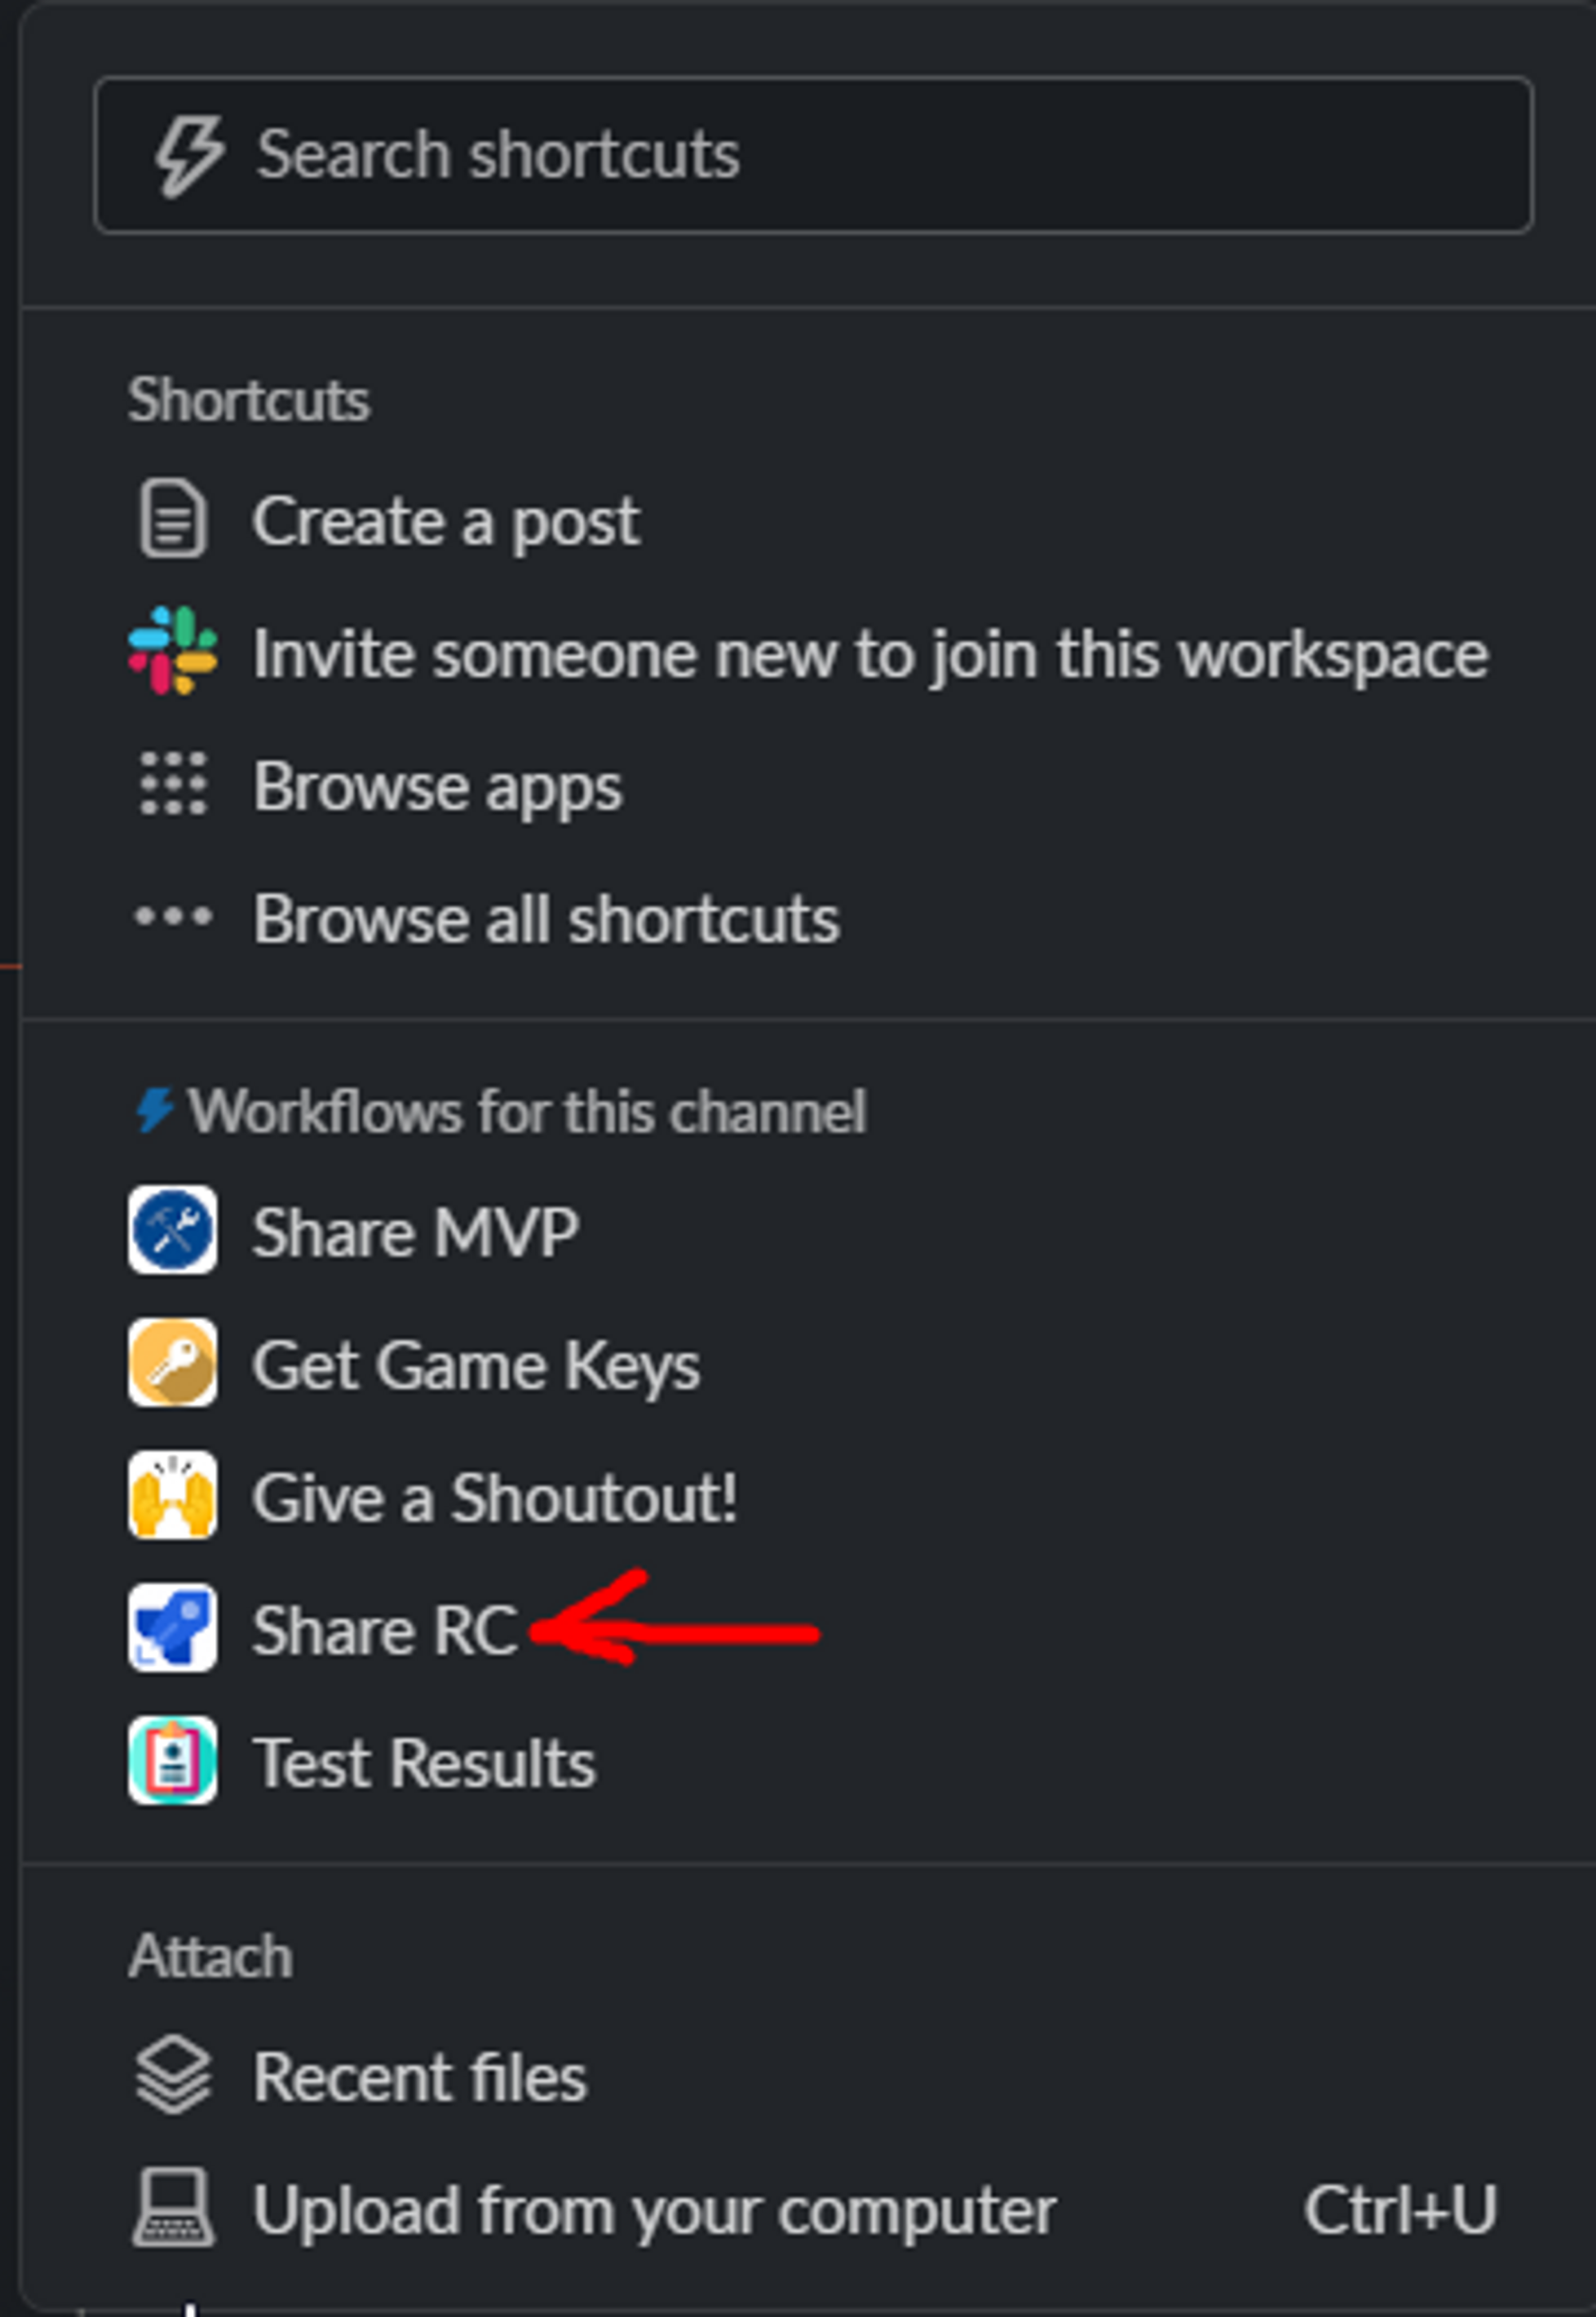 Search shortcuts
Shortcuts
Create a post
Invite someone new to join this workspace
Browse apps
Browse all shortcuts
Workflows for this channel
Share MVP
Get Game Keys
Give a Shoutout!
Share RC
Test Results
Attach
Recent files
Upload from your computer Ctrl+U